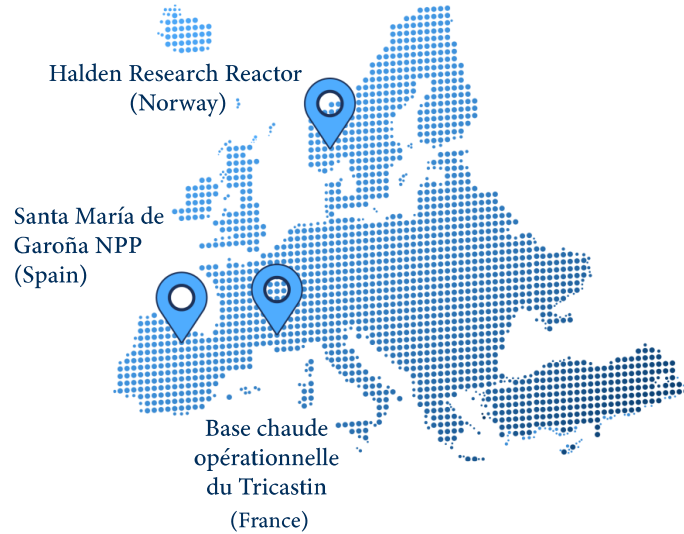 Halden Research Reactor
(Norway)
Santa María de
Garoña NPP
(Spain)
Base chaude
opérationnelle
du Tricastin
(France)